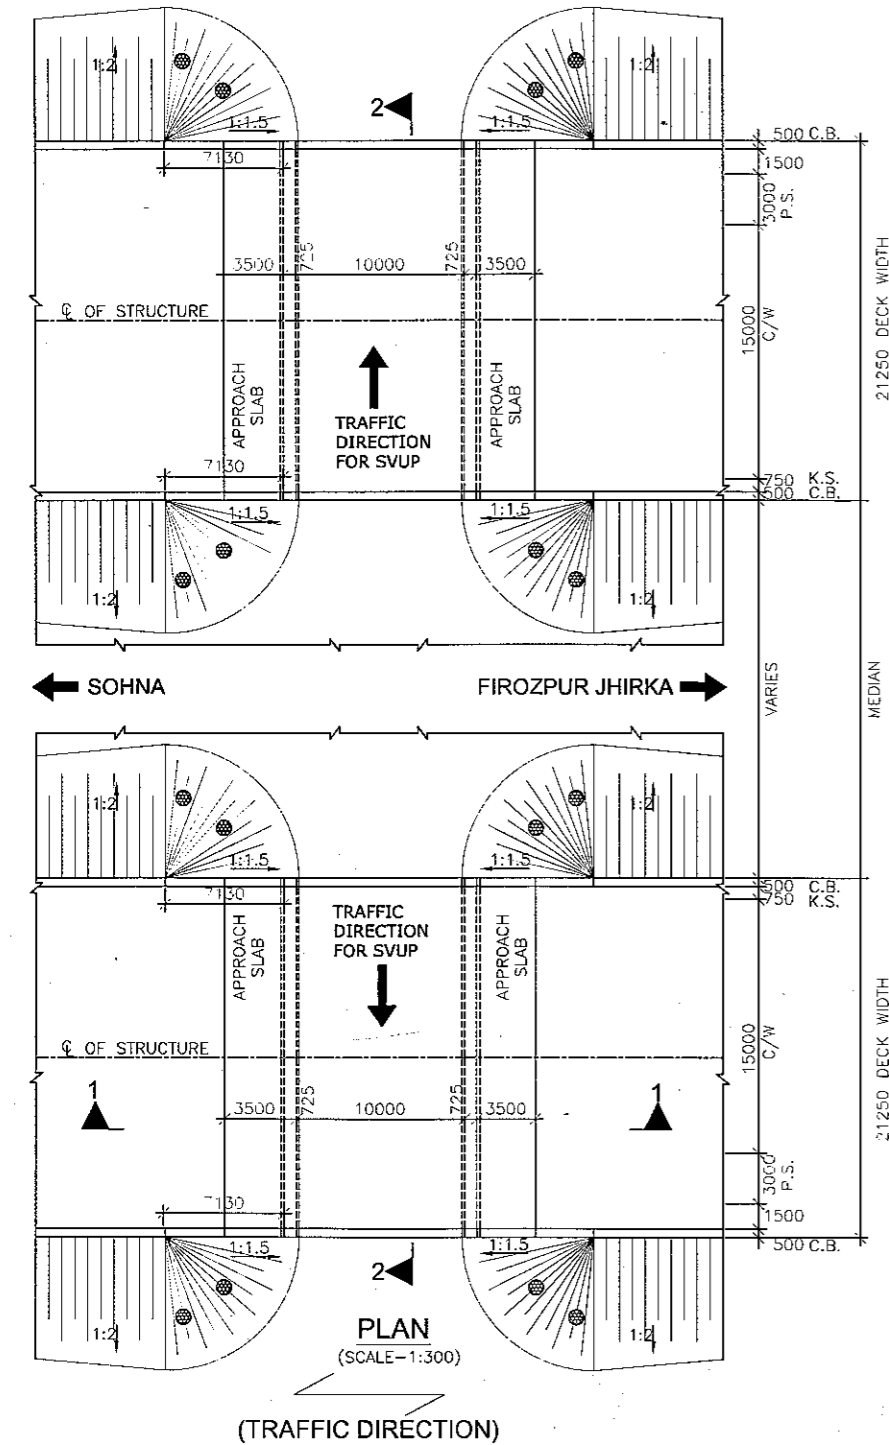 1:2
1:2
2
1:1.5
1:1.5
500 C.B.
7130
1500
3000
P.S.
3500
725
10000
725
3500
21250 DECK WIDTH
℄ OF STRUCTURE
15000
C/W
APPROACH
SLAB
TRAFFIC
DIRECTION
FOR SVUP
APPROACH
SLAB
7130
750 K.S.
500 C.B.
1:1.5
1:1.5
1:2
1:2
SOHNA
FIROZPUR JHIRKA
VARIES
MEDIAN
1:2
1:2
1:1.5
1:1.5
500 C.B.
750 K.S.
7130
APPROACH
SLAB
TRAFFIC
DIRECTION
FOR SVUP
APPROACH
SLAB
21250 DECK WIDTH
℄ OF STRUCTURE
15000
C/W
1
1
3500
725
10000
725
3500
3000
P.S.
7130
1500
500 C.B.
1:1.5
1:1.5
2
1:2
1:2
PLAN
(SCALE-1:300)
(TRAFFIC DIRECTION)